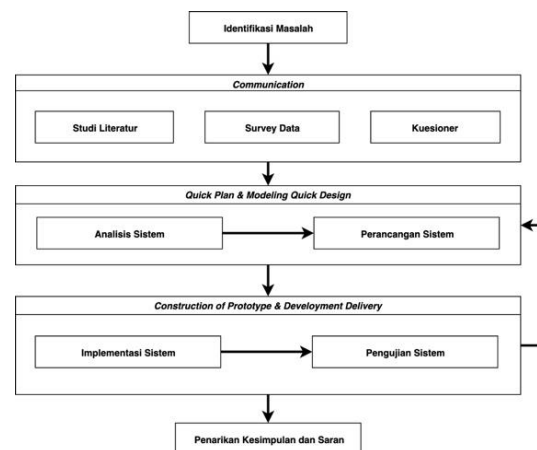 Identifikasi Masalah
Communication
Studi Literatur
Survey Data
Kuesioner
Quick Plan & Modeling Quick Design
Analisis Sistem
Perancangan Sistem
Construction of Prototype & Develoyment Delivery
Implementasi Sistem
Pengujian Sistem
Penarikan Kesimpulan dan Saran